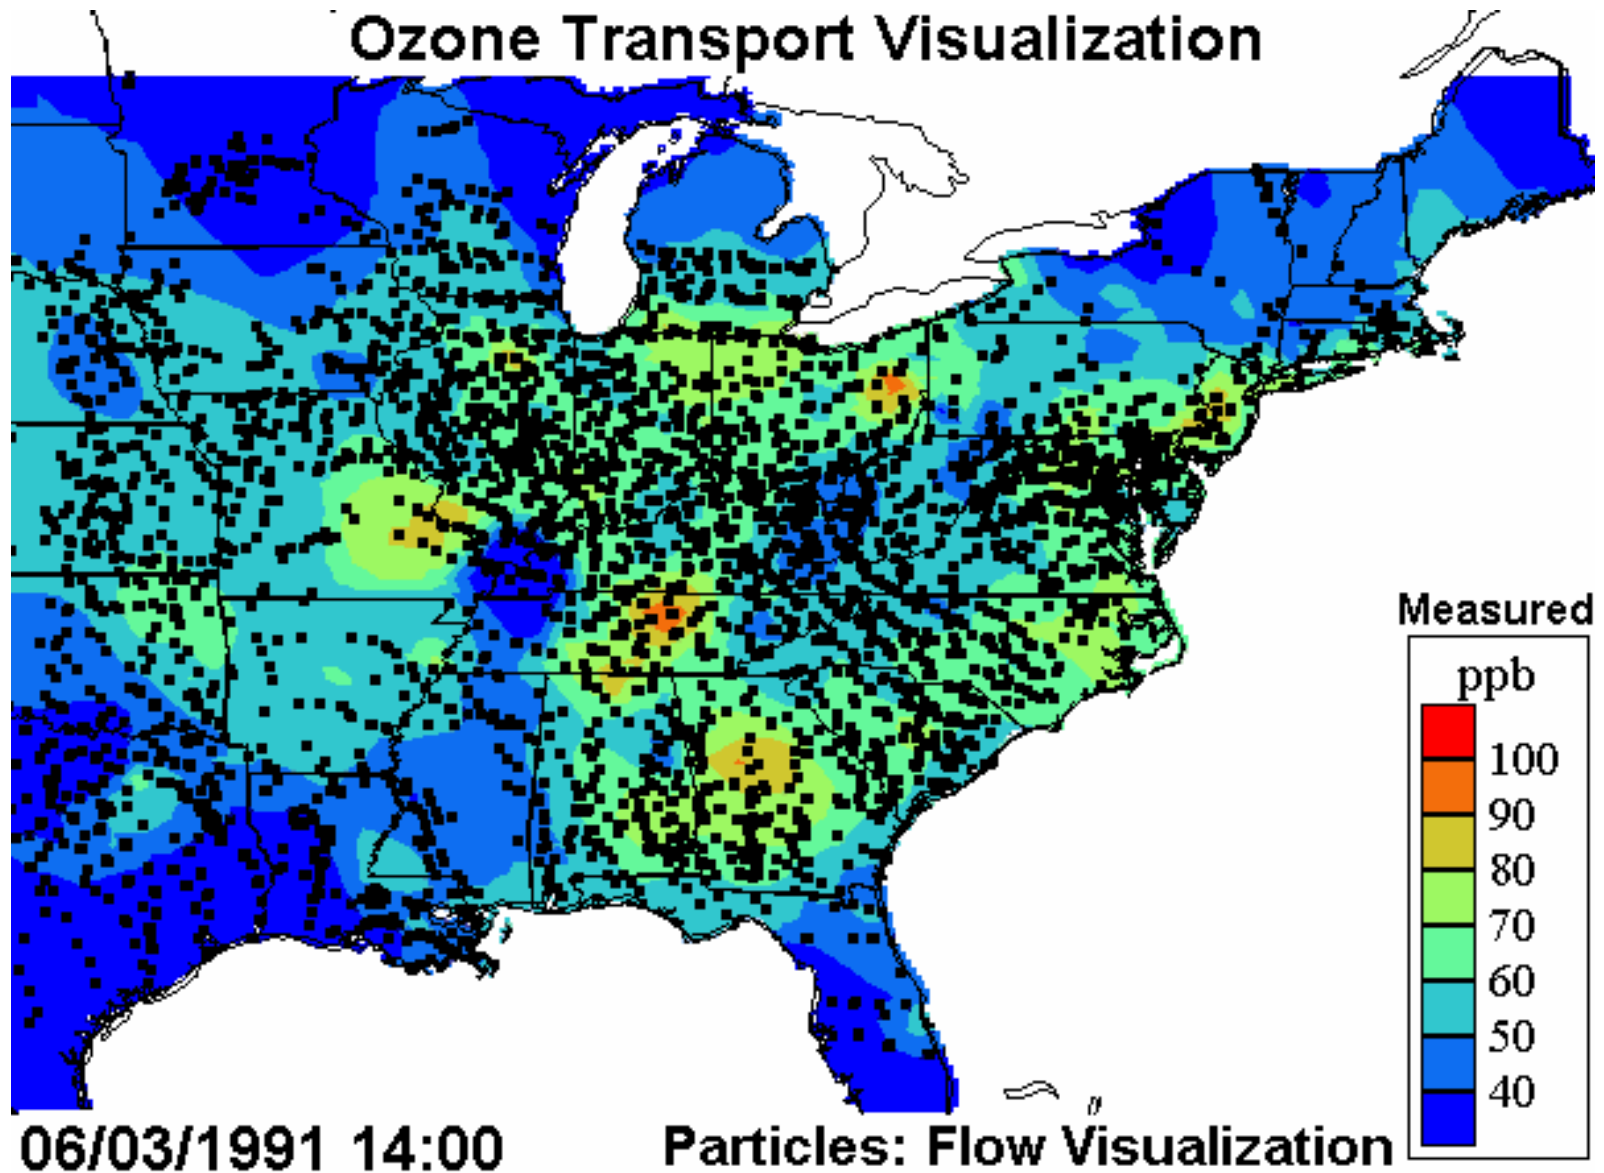 Ozone Transport Visualization
Measured
ppb
100
90
80
70
60
50
40
06/03/1991 14:00
Particles: Flow Visualization